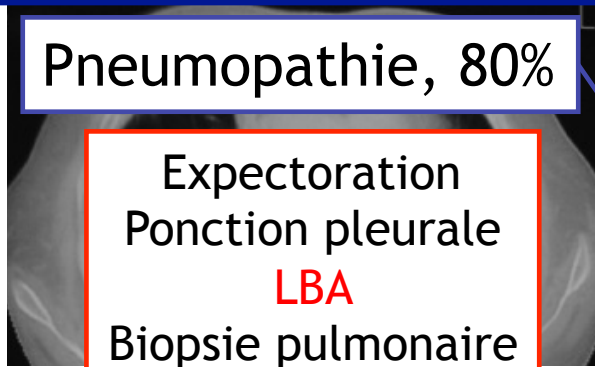 Pneumopathie, 80%
Expectoration
Ponction pleurale
LBA
Biopsie pulmonaire